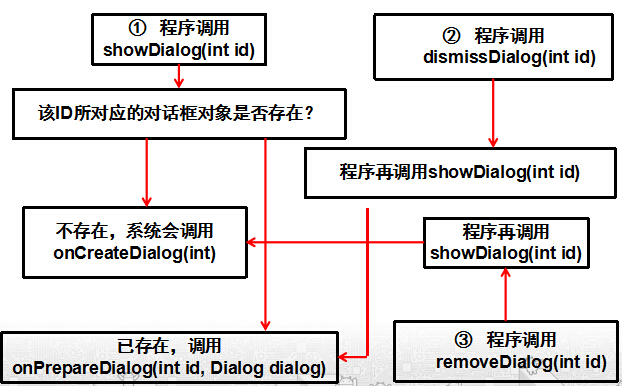 ① 程序调用
showDialog(int id)
② 程序调用
dismissDialog(int id)
该ID所对应的对话框对象是否存在?
程序再调用showDialog(int id)
不存在，系统会调用
onCreateDialog(int)
程序再调用
showDialog(int id)
已存在，调用
onPrepareDialog(int id, Dialog dialog)
③ 程序调用
removeDialog(int id)